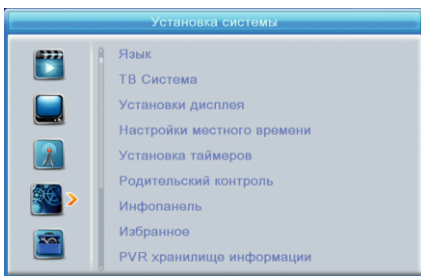 Установка системы
Язык
ТВ Система
Установки дисплея
Настройки местного времени
Установка таймеров
Родительский контроль
Инфопанель
Избранное
PVR хранилище информации